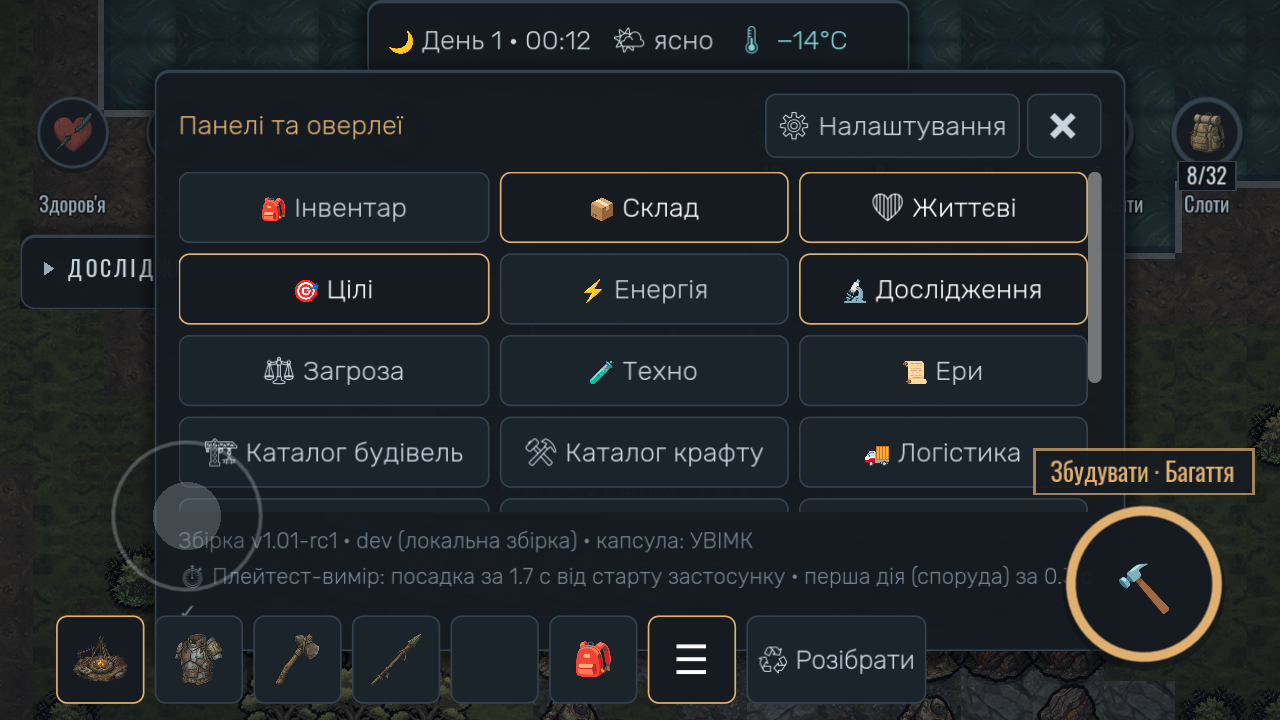 День 1 • 00:12 ясно −14°C
Панелі та оверлеї
Налаштування
8/32
Здоров'я
Слоти
Інвентар
Склад
Життєві
ДОСЛІД
Цілі
Енергія
Дослідження
Загроза
Техно
Ери
Каталог будівель
Каталог крафту
Логістика
Збудувати · Багаття
Збірка v1.01-rc1 • dev (локальна збірка) • капсула: УВІМК
Плейтест-вимір: посадка за 1.7 с від старту застосунку • перша дія (споруда) за 0.
✓
Розібрати